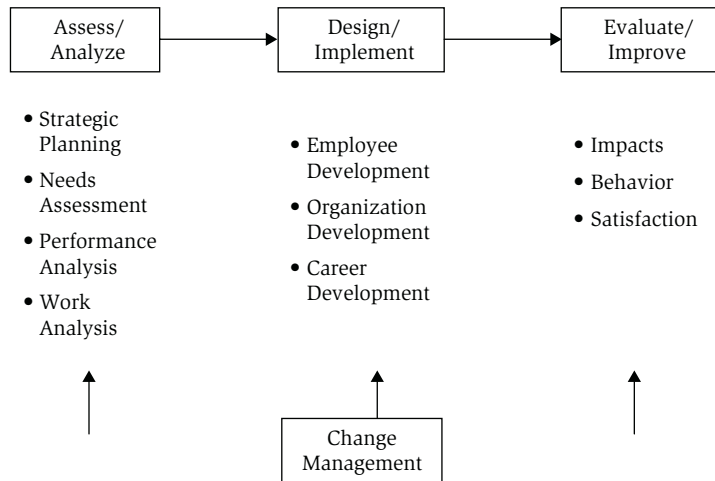 Assess/
Analyze
Design/
Implement
Evaluate/
Improve
• Strategic
Planning
• Needs
Assessment
• Performance
Analysis
• Work
Analysis
• Employee
Development
• Organization
Development
• Career
Development
• Impacts
• Behavior
• Satisfaction
Change
Management